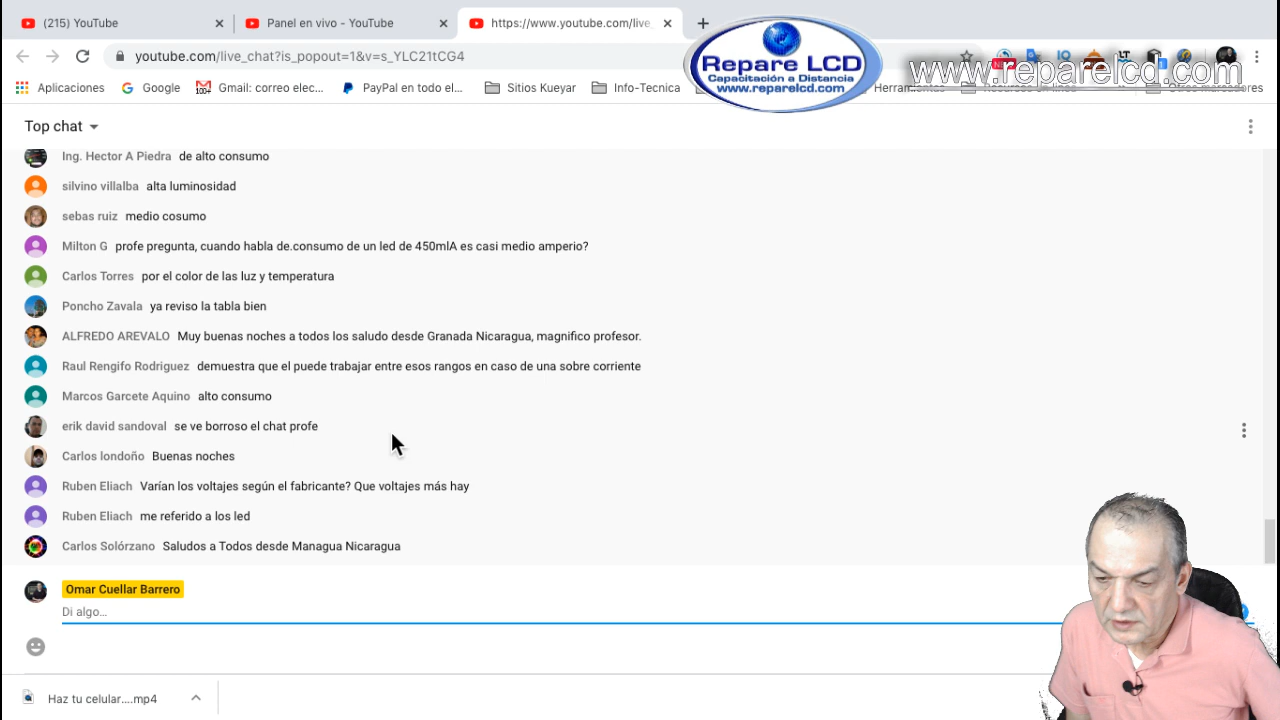 (215) YouTube
Panel en vivo - YouTube
https://www.youtube.com/live_
youtube.com/live_chat?is_popout=1&v=s_YLC21tCG4
Repare LCD
Capacitación a Distancia
www.reparelcd.com
www.reparelcd.com
Aplicaciones
Google
Gmail: correo elec...
PayPal en todo el...
Sitios Kueyar
Info-Tecnica
Herramientas
Recursos en linea
Otros marcadores
Top chat
Ing. Hector A Piedra de alto consumo
silvino villalba alta luminosidad
sebas ruiz medio cosumo
Milton G profe pregunta, cuando habla de.consumo de un led de 450mlA es casi medio amperio?
Carlos Torres por el color de las luz y temperatura
Poncho Zavala ya reviso la tabla bien
ALFREDO AREVALO Muy buenas noches a todos los saludo desde Granada Nicaragua, magnifico profesor.
Raul Rengifo Rodriguez demuestra que el puede trabajar entre esos rangos en caso de una sobre corriente
Marcos Garcete Aquino alto consumo
erik david sandoval se ve borroso el chat profe
Carlos londoño Buenas noches
Ruben Eliach Varían los voltajes según el fabricante? Que voltajes más hay
Ruben Eliach me referido a los led
Carlos Solórzano Saludos a Todos desde Managua Nicaragua
Omar Cuellar Barrero
Di algo...
Haz tu celular....mp4